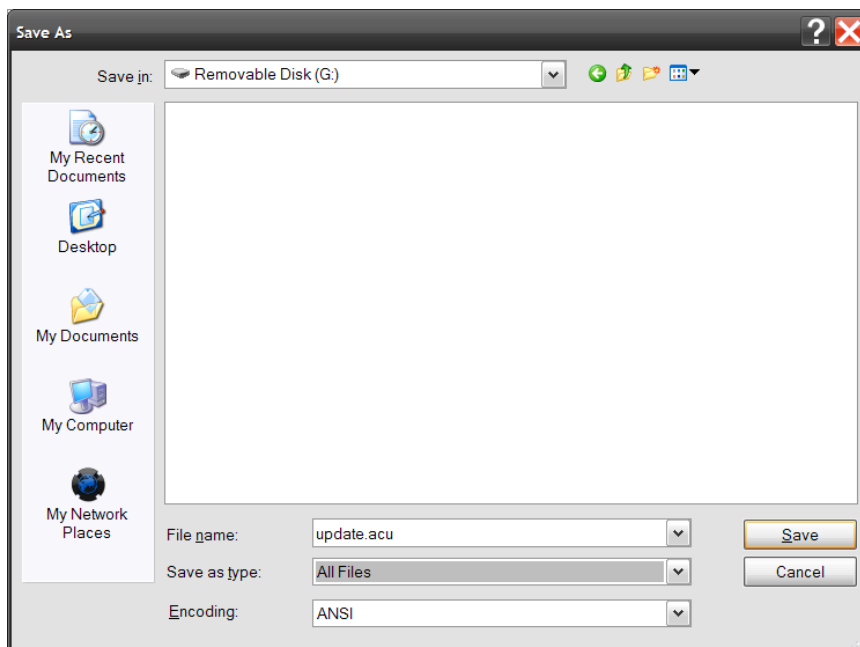 Save As
Save in:
Removable Disk (G:)
My Recent
Documents
Desktop
My Documents
My Computer
My Network
Places
File name:
update.acu
Save
Save as type:
All Files
Cancel
Encoding:
ANSI